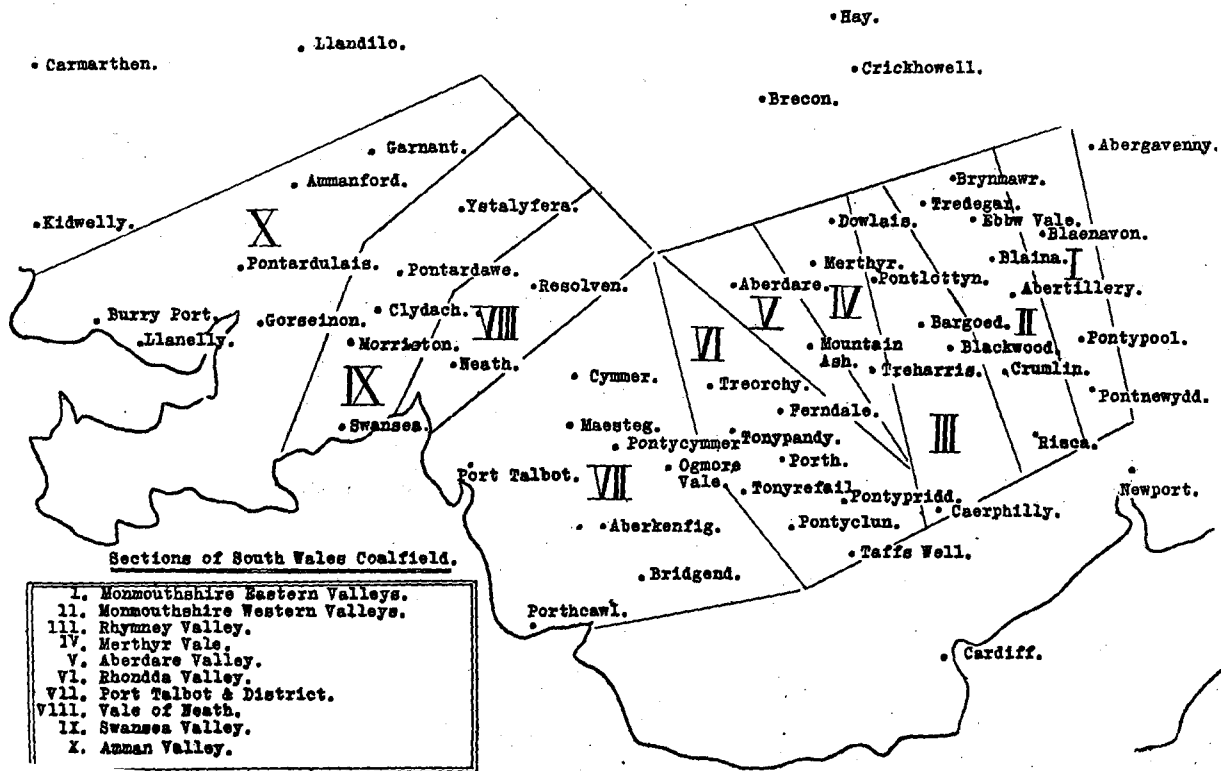 Hay.
Llandilo.
Carmarthen.
Crickhowell.
Brecon.
Abergavenny.
Garnant.
Ammanford.
Brynmawr.
Tredegar.
Ystalyfera.
Kidwelly.
X
Dowlais.
Ebbw Vale.
Blaenavon.
Pontardulais.
Pontardawe.
Merthyr.
Pontlottyn.
Blaina.
I
Resolven.
Aberdare.
V
IV
Abertillery.
Burry Port.
Gorseinon.
Clydach.
VIII
Bargoed.
II
Llanelly.
Morriston.
VI
Mountain
Ash.
Blackwood.
Pontypool.
Neath.
Cymmer.
Treorchy.
Treharris.
Crumlin.
IX
Pontnewydd.
Swansea.
Maesteg.
Ferndale.
III
Pontycymmer
Tonypandy.
Risca.
Port Talbot.
VII
Ogmore
Vale.
Porth.
Tonyrefail.
Pontypridd.
Newport.
Aberkenfig.
Pontyclun.
Caerphilly.
Taffs Well.
Bridgend.
Porthcawl.
Cardiff.
Sections of South Wales Coalfield.
I. Monmouthshire Eastern Valleys.
11. Monmouthshire Western Valleys.
111. Rhymney Valley.
IV. Merthyr Vale.
V. Aberdare Valley.
VI. Rhondda Valley.
V11. Port Talbot & District.
V111. Vale of Neath.
IX. Swansea Valley.
X. Amman Valley.